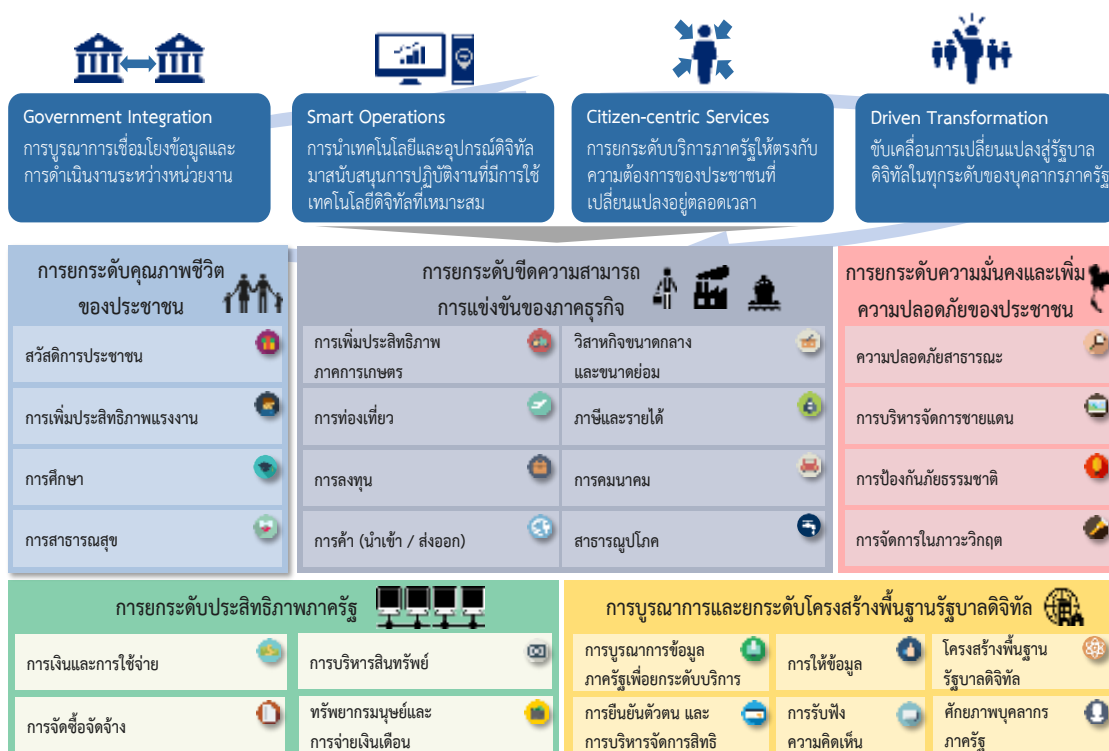 Government Integration
การบูรณาการเชื่อมโยงข้อมูลและ
การดำเนินงานระหว่างหน่วยงาน
Smart Operations
การนำเทคโนโลยีและอุปกรณ์ดิจิทัล
มาสนับสนุนการปฏิบัติงานที่มีการใช้
เทคโนโลยีดิจิทัลที่เหมาะสม
Citizen-centric Services
การยกระดับบริการภาครัฐให้ตรงกับ
ความต้องการของประชาชนที่
เปลี่ยนแปลงอยู่ตลอดเวลา
Driven Transformation
ขับเคลื่อนการเปลี่ยนแปลงสู่รัฐบาล
ดิจิทัลในทุกระดับของบุคลากรภาครัฐ
การยกระดับคุณภาพชีวิต
ของประชาชน
สวัสดิการประชาชน
การเพิ่มประสิทธิภาพแรงงาน
การศึกษา
การสาธารณสุข
การยกระดับขีดความสามารถ
การแข่งขันของภาคธุรกิจ
การเพิ่มประสิทธิภาพ
ภาคการเกษตร
วิสาหกิจขนาดกลาง
และขนาดย่อม
การท่องเที่ยว
ภาษีและรายได้
การลงทุน
การคมนาคม
การค้า (นำเข้า / ส่งออก)
สาธารณูปโภค
การยกระดับความมั่นคงและเพิ่ม
ความปลอดภัยของประชาชน
ความปลอดภัยสาธารณะ
การบริหารจัดการชายแดน
การป้องกันภัยธรรมชาติ
การจัดการในภาวะวิกฤต
การยกระดับประสิทธิภาพภาครัฐ
การเงินและการใช้จ่าย
การบริหารสินทรัพย์
การจัดซื้อจัดจ้าง
ทรัพยากรมนุษย์และ
การจ่ายเงินเดือน
การบูรณาการและยกระดับโครงสร้างพื้นฐานรัฐบาลดิจิทัล
การบูรณาการข้อมูล
ภาครัฐเพื่อยกระดับบริการ
การให้ข้อมูล
โครงสร้างพื้นฐาน
รัฐบาลดิจิทัล
การยืนยันตัวตน และ
การบริหารจัดการสิทธิ
การรับฟัง
ความคิดเห็น
ศักยภาพบุคลากร
ภาครัฐ